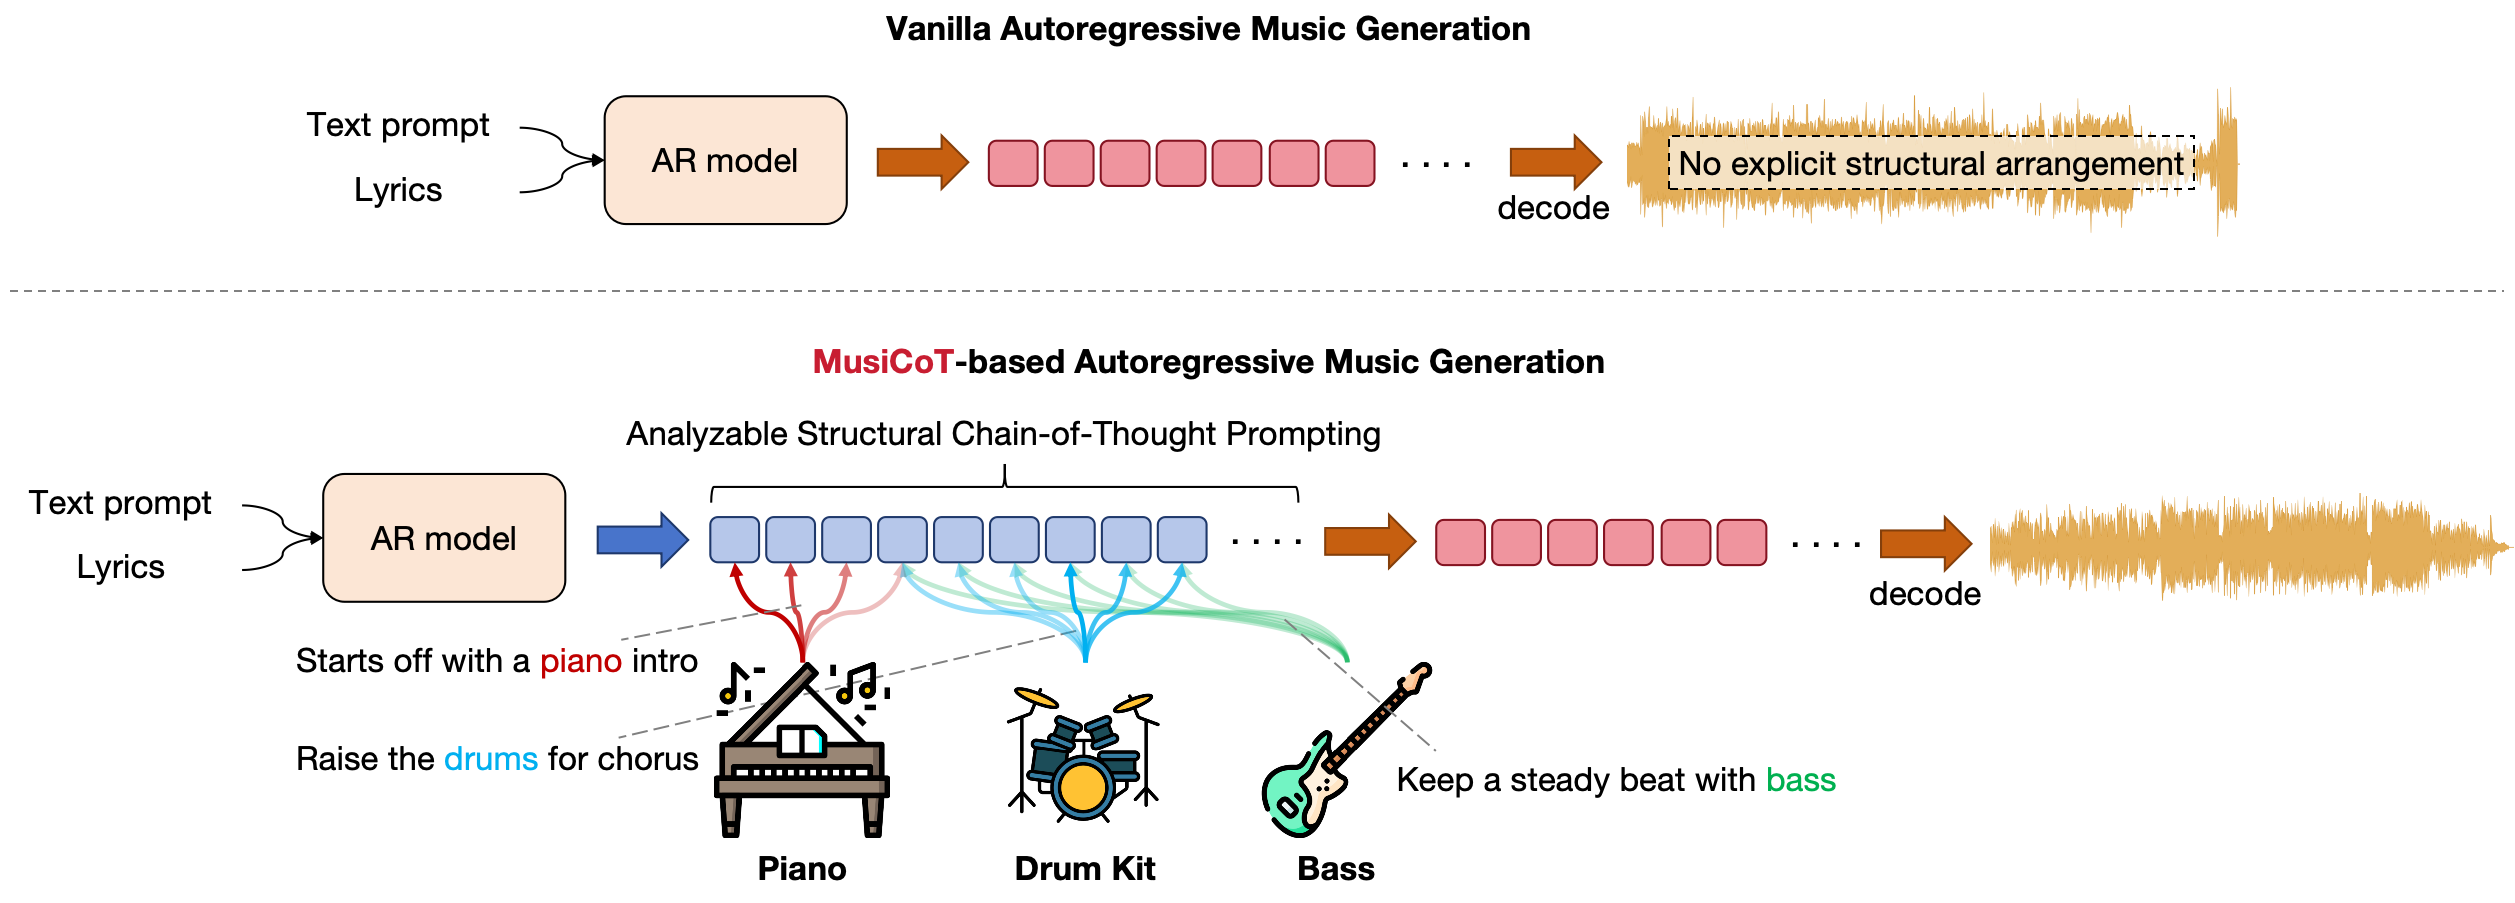 Vanilla Autoregressive Music Generation
Text prompt
Lyrics
AR model
decode
No explicit structural arrangement
MusiCoT-based Autoregressive Music Generation
Analyzable Structural Chain-of-Thought Prompting
Text prompt
Lyrics
AR model
decode
Starts off with a piano intro
Raise the drums for chorus
Keep a steady beat with bass
Piano
Drum Kit
Bass